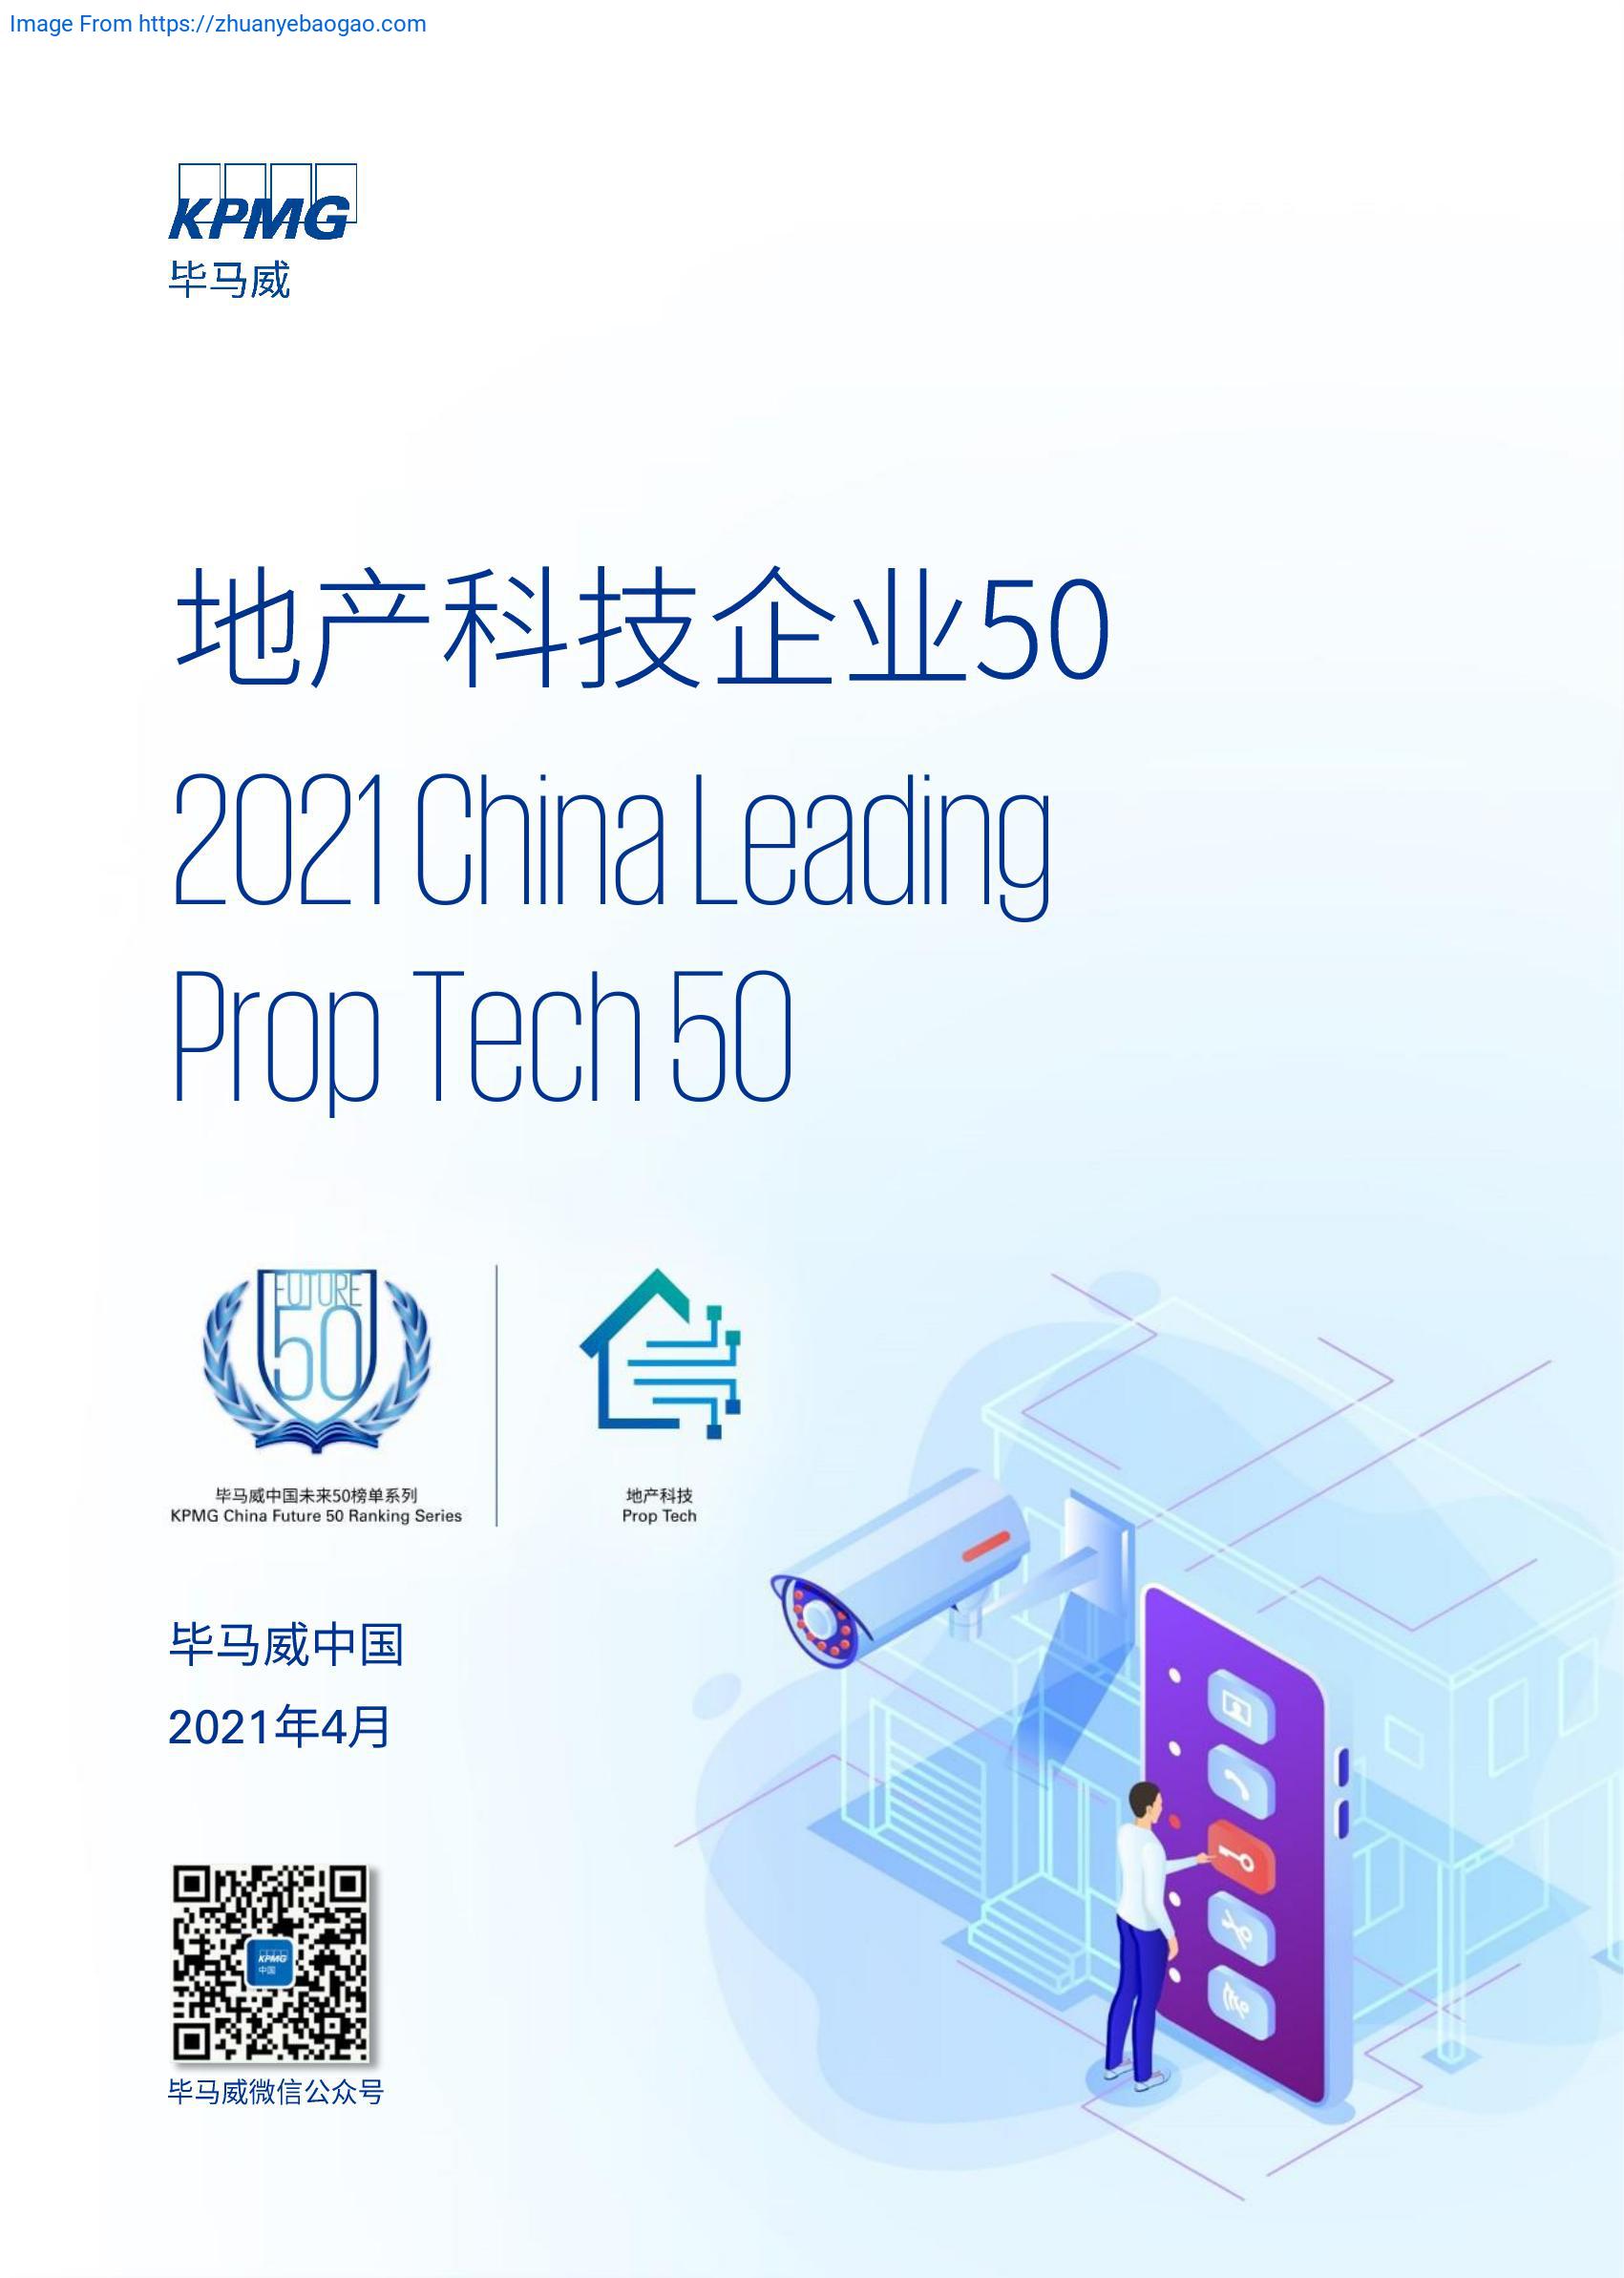 Image From https://zhuanyebaogao.com
KPMG
毕马威
地产科技企业50
2021 China Leading
Prop Tech 50
FUTURE
50
毕马威中国未来50榜单系列
KPMG China Future 50 Ranking Series
地产科技
Prop Tech
毕马威中国
2021年4月
KPMG
中国
毕马威微信公众号